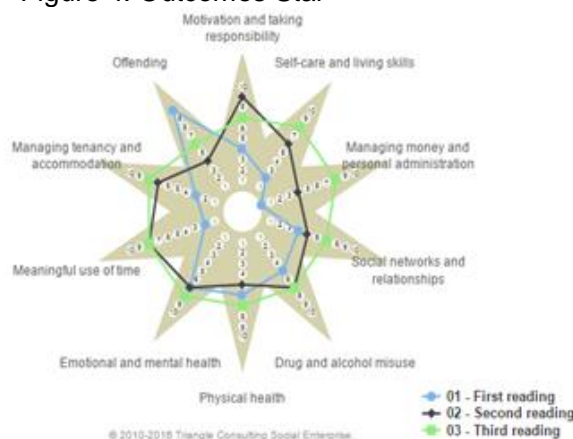 Figure 4: Outcomes Star
Motivation and taking
responsibility
Offending
Self-care and living skills
Managing tenancy and
accommodation
Managing money and
personal administration
Meaningful use of time
Social networks and
relationships
Emotional and mental health
Drug and alcohol misuse
Physical health
01 - First reading
02 - Second reading
03 - Third reading
© 2010-2016 Triangle Consulting Social Enterprise.